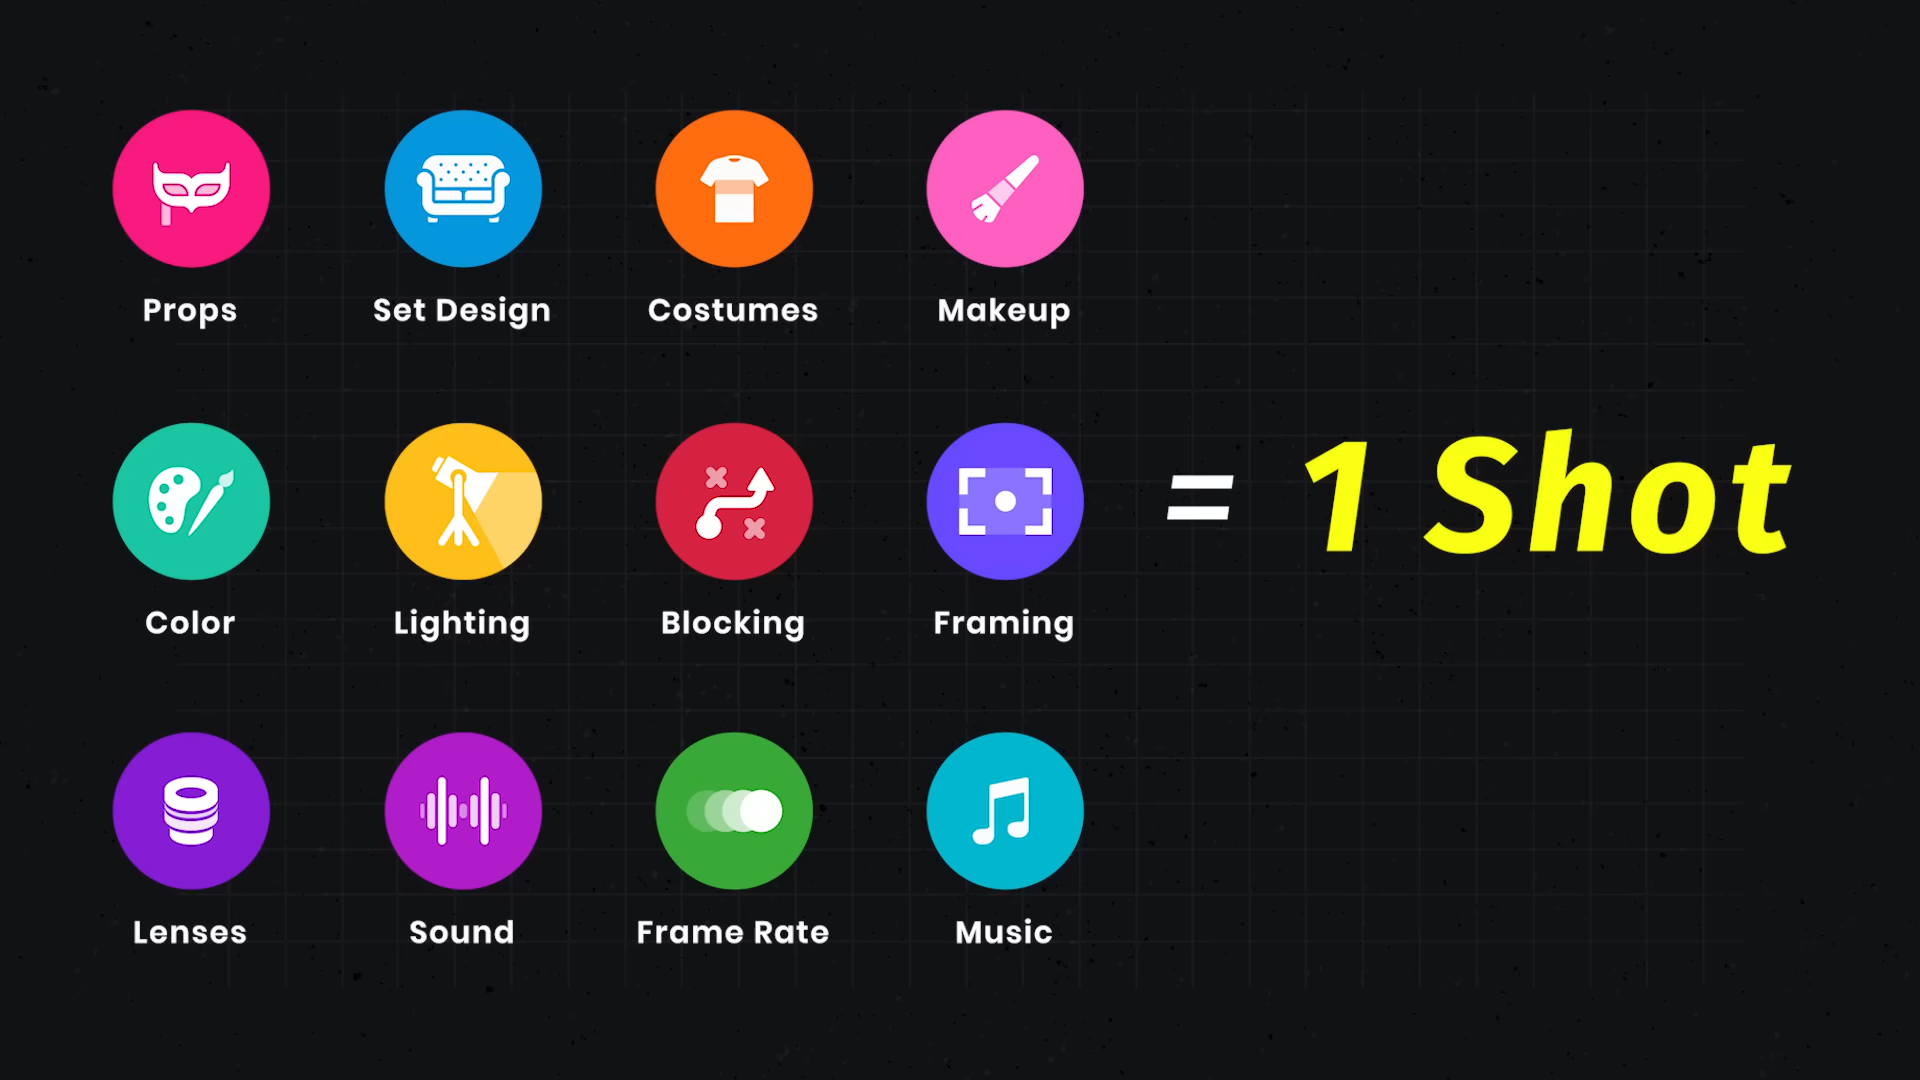 Props
Set Design
Costumes
Makeup
Color
Lighting
Blocking
Framing
= 1 Shot
Lenses
Sound
Frame Rate
Music